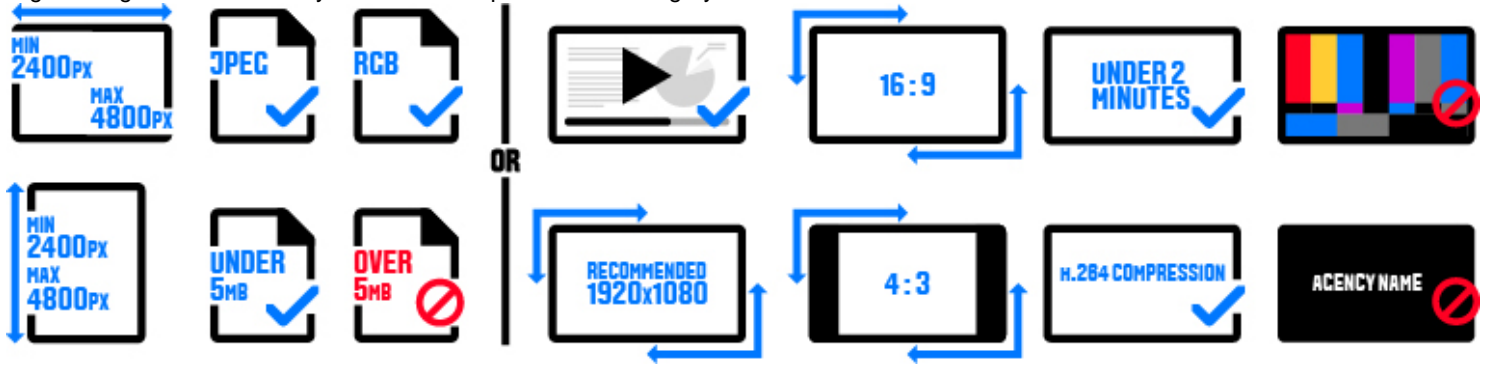 MIN
2400PX
MAX
4800PX
JPEG
RGB
OR
16:9
UNDER 2
MINUTES
MIN
2400PX
MAX
4800PX
UNDER
5MB
OVER
5MB
RECOMMENDED
1920x1080
4:3
H.264 COMPRESSION
AGENCY NAME